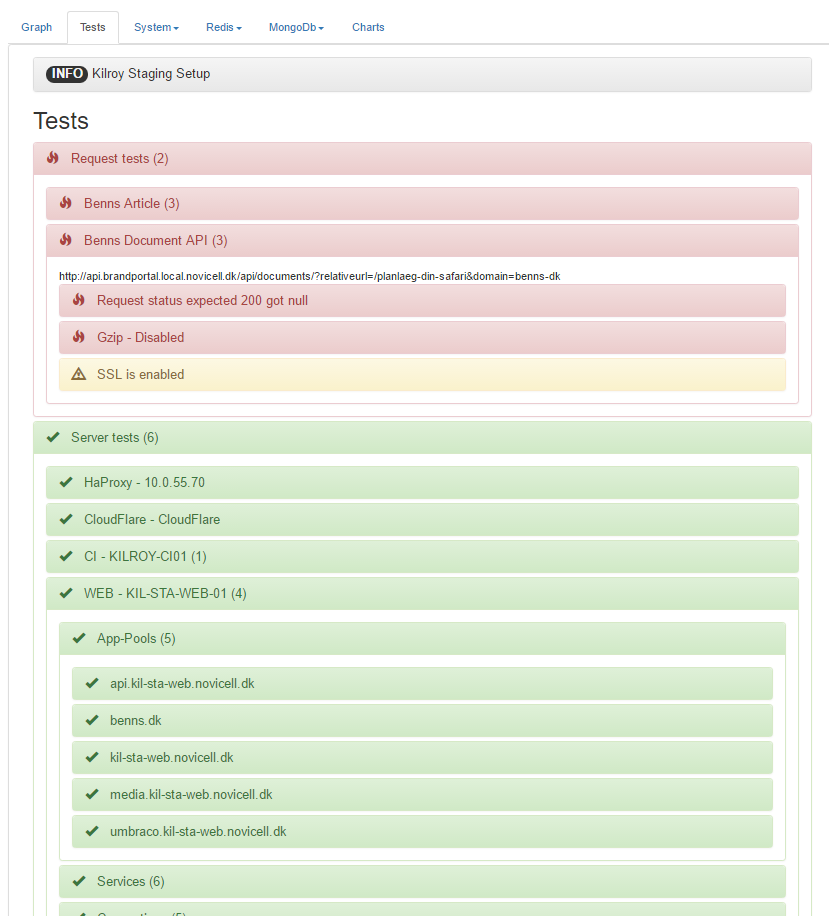 Graph Tests System Redis MongoDb Charts
INFO Kilroy Staging Setup
Tests
Request tests (2)
Benns Article (3)
Benns Document API (3)
http://api.brandportal.local.novicell.dk/api/documents/?relativeurl=/planlaeg-din-safari&domain=benns-dk
Request status expected 200 got null
Gzip - Disabled
SSL is enabled
Server tests (6)
HaProxy - 10.0.55.70
CloudFlare - CloudFlare
CI - KILROY-CI01 (1)
WEB - KIL-STA-WEB-01 (4)
App-Pools (5)
api.kil-sta-web.novicell.dk
benns.dk
kil-sta-web.novicell.dk
media.kil-sta-web.novicell.dk
umbraco.kil-sta-web.novicell.dk
Services (6)